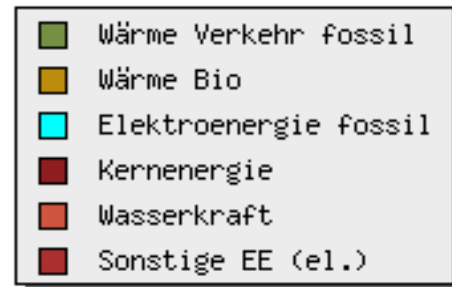 Wärme Verkehr fossil
Wärme Bio
Elektroenergie fossil
Kernenergie
Wasserkraft
Sonstige EE (el.)